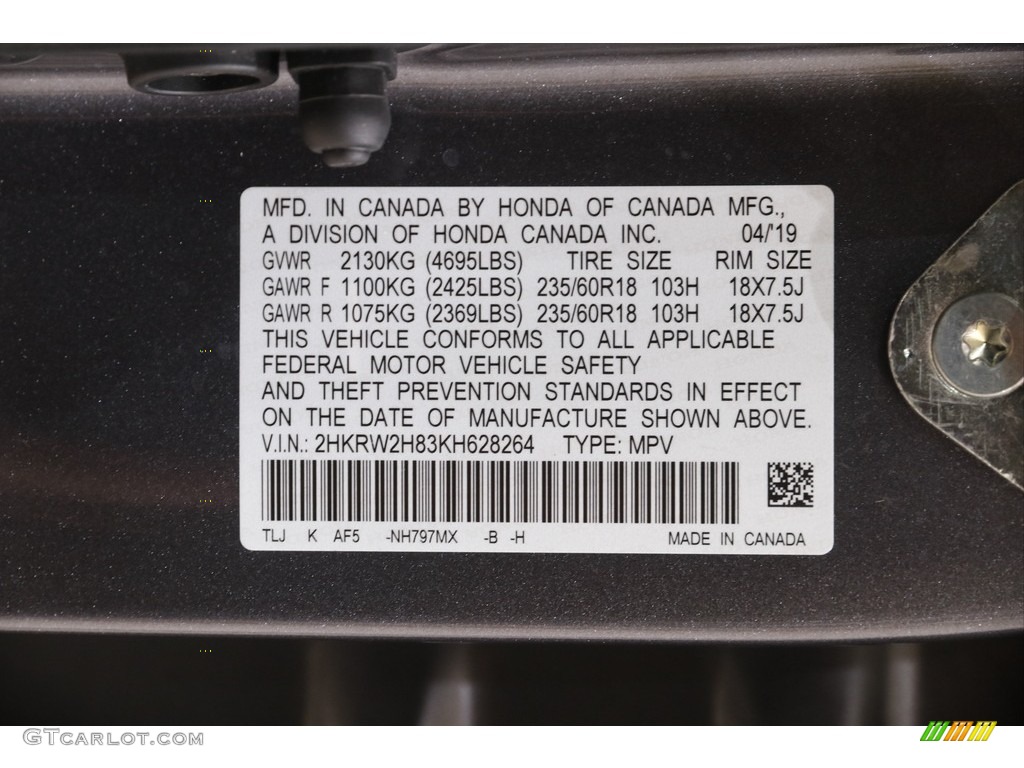 MFD. IN CANADA BY HONDA OF CANADA MFG.,
A DIVISION OF HONDA CANADA INC. 04/'19
GVWR 2130KG (4695LBS) TIRE SIZE RIM SIZE
GAWR F 1100KG (2425LBS) 235/60R18 103H 18X7.5J
GAWR R 1075KG (2369LBS) 235/60R18 103H 18X7.5J
THIS VEHICLE CONFORMS TO ALL APPLICABLE
FEDERAL MOTOR VEHICLE SAFETY
AND THEFT PREVENTION STANDARDS IN EFFECT
ON THE DATE OF MANUFACTURE SHOWN ABOVE.
V.I.N.: 2HKRW2H83KH628264 TYPE: MPV
TLJ K AF5 -NH797MX -B -H MADE IN CANADA
GTCARLOT.COM